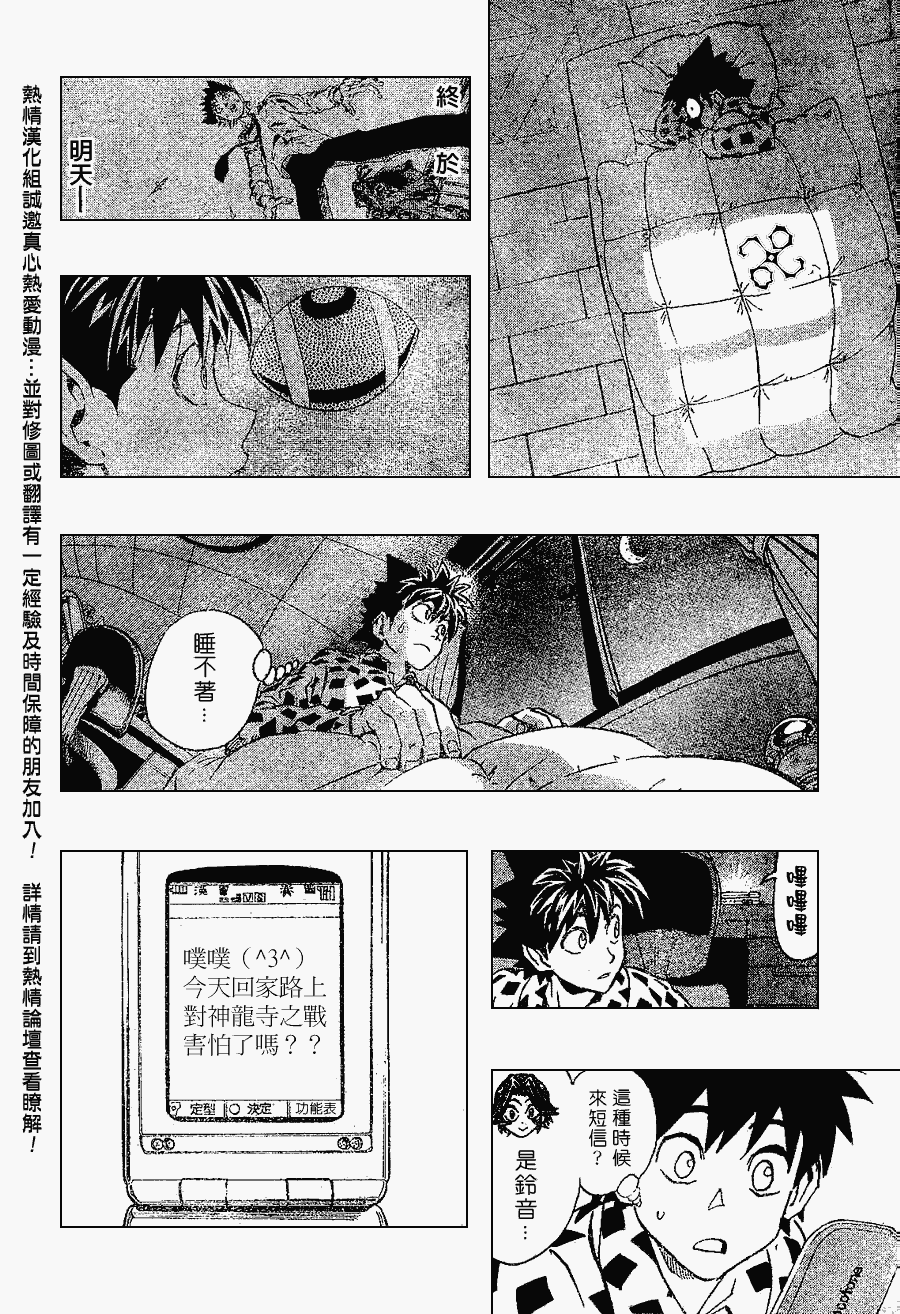 終於
明天—
睡不著…
嗶嗶嗶
這種時候
來短信？
是鈴音…
噗噗（^3^）
今天回家路上
對神龍寺之戰
害怕了嗎？？
定型 決定 功能表
熱情漢化組誠邀真心熱愛動漫…並對修圖或翻譯有一定經驗及時間保障的朋友加入！ 詳情請到熱情論壇查看瞭解！